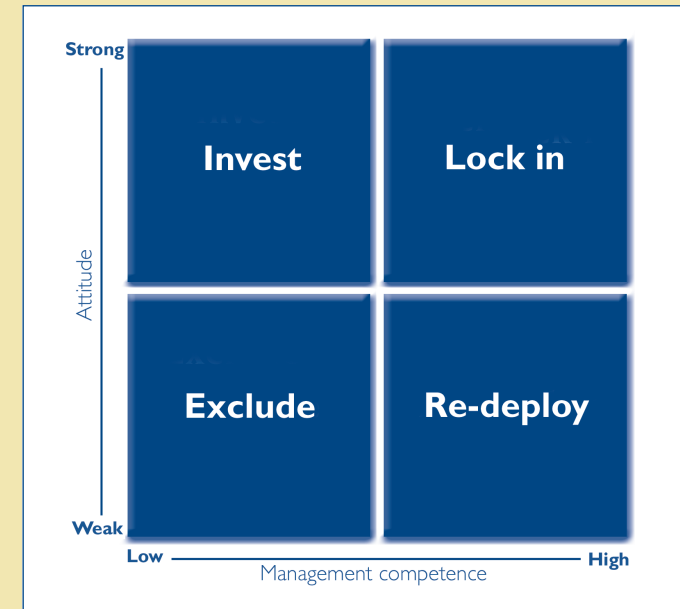 Strong
Invest
Lock in
Attitude
Exclude
Re-deploy
Weak
Low
High
Management competence